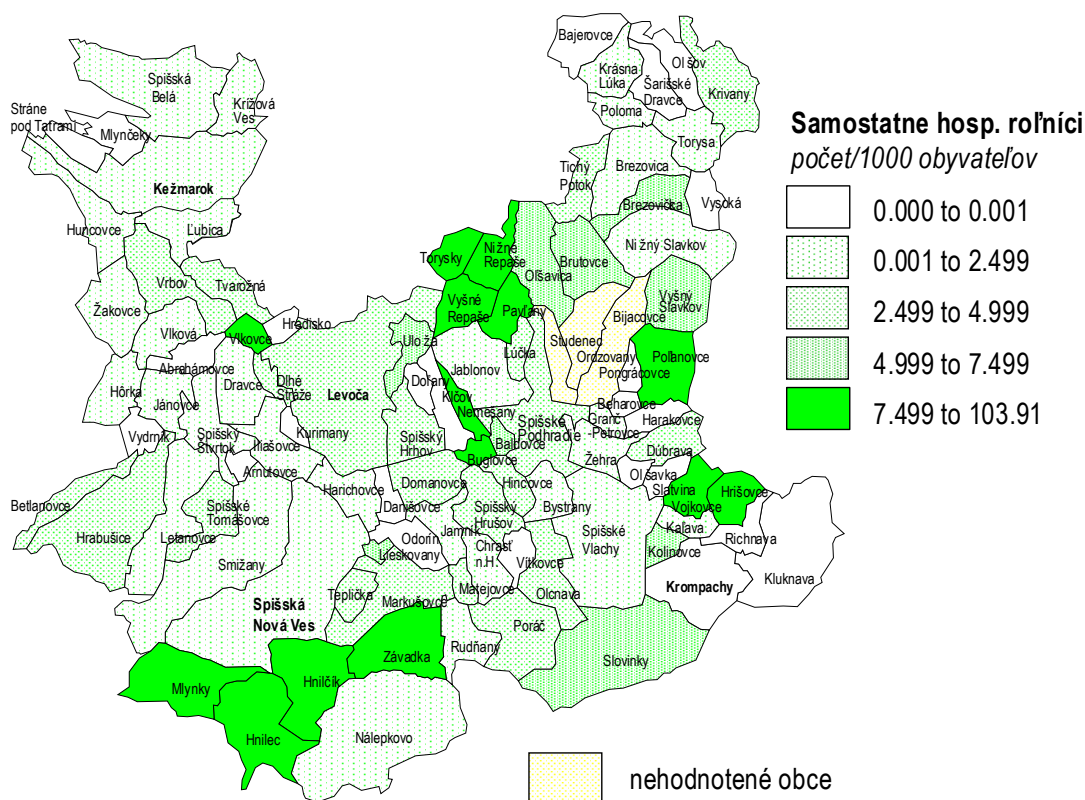 Bajerovce
Krásna
Lúka
Oľšov
Šarišské
Dravce
Krivany
Poloma
Torysa
Spišská
Belá
Krížová
Ves
Stráne
pod Tatrami
Mlynčeky
Kežmarok
Tichý
Potok
Brezovica
Brezovička
Vysoká
Huncovce
Ľubica
Nižný Slavkov
Torysky
Nižné
Repaše
Oľšavica
Brutovce
Vrbov
Tvarožná
Žakovce
Vyšné
Repaše
Pavľany
Vyšný
Slavkov
Bijacovce
Vlková
Vlkovce
Hradisko
Uloža
Lúčka
Studenec
Ordzovany
Poľanovce
Pongrácovce
Abrahámovce
Dravce
Dlhé
Stráže
Levoča
Jablonov
Doľany
Klčov
Hôrka
Jánovce
Nemešany
Beharovce
Granč
-Petrovce
Harakovce
Vydrník
Spišský
Štvrtok
Iliašovce
Kurimany
Spišský
Hrhov
Spišské
Podhradie
Baldovce
Buglovce
Dúbrava
Arnutovce
Harichovce
Domanovce
Žehra
Oľšavka
Slatvina
Hrišovce
Vojkovce
Betlanovce
Spišské
Tomášovce
Danišovce
Hincovce
Bystrany
Spišský
Hrušov
Hrabušice
Letanovce
Smižany
Odorín
Lieskovany
Jamník
Chrasť
n.H.
Vítkovce
Spišské
Vlachy
Kaľava
Kolinovce
Richnava
Kluknava
Krompachy
Teplička
Markušovce
Matejovce
Olcnava
Spišská
Nová Ves
Poráč
Rudňany
Závadka
Slovinky
Mlynky
Hnilčík
Hnilec
Nálepkovo
Samostatne hosp. roľníci
počet/1000 obyvateľov
0.000 to 0.001
0.001 to 2.499
2.499 to 4.999
4.999 to 7.499
7.499 to 103.91
nehodnotené obce